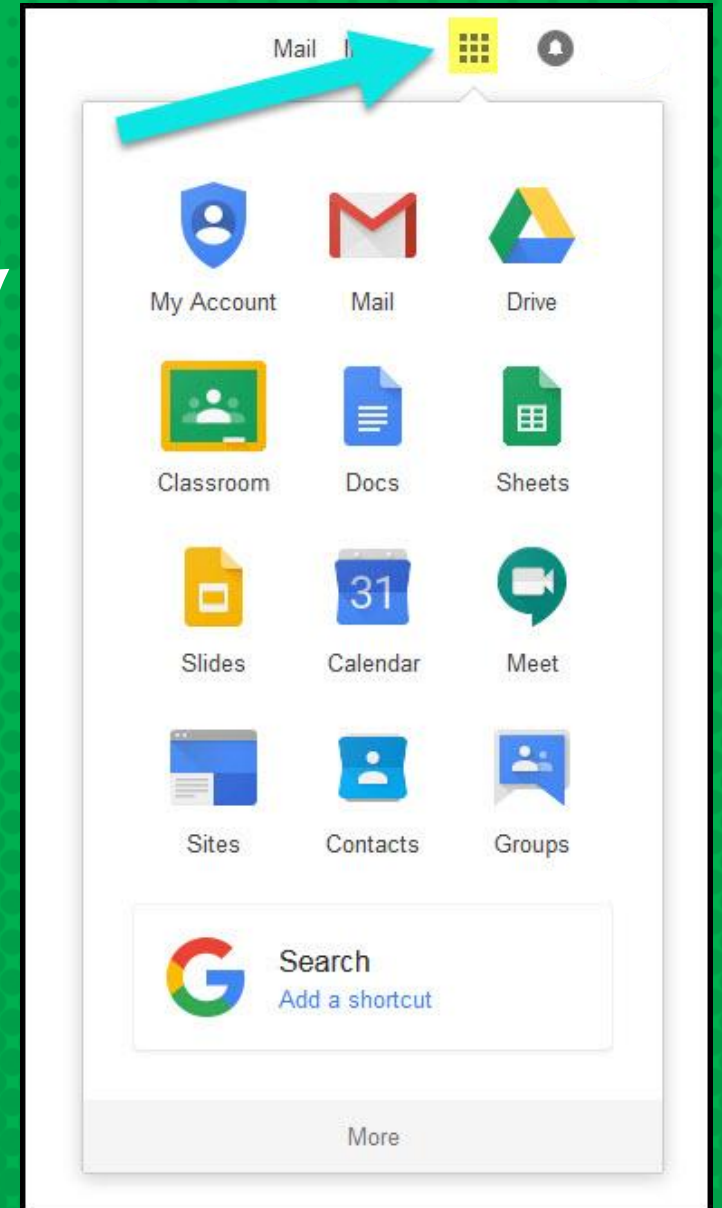 Mail
My Account Mail Drive
Classroom Docs Sheets
31
Slides Calendar Meet
Sites Contacts Groups
Search
Add a shortcut
More